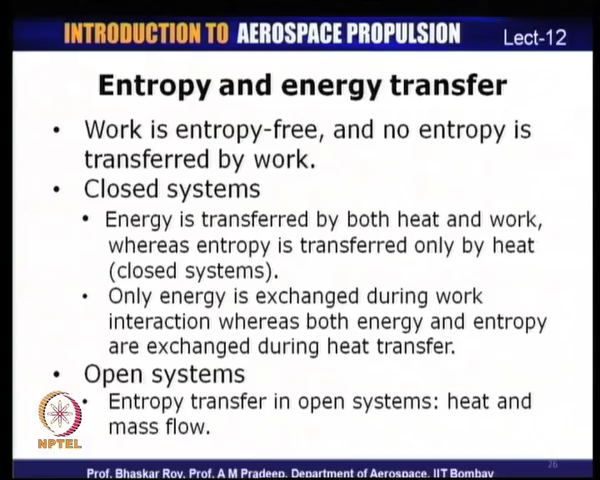 INTRODUCTION TO AEROSPACE PROPULSION Lect-12
Entropy and energy transfer
• Work is entropy-free, and no entropy is
transferred by work.
• Closed systems
• Energy is transferred by both heat and work,
whereas entropy is transferred only by heat
(closed systems).
• Only energy is exchanged during work
interaction whereas both energy and entropy
are exchanged during heat transfer.
• Open systems
• Entropy transfer in open systems: heat and
mass flow.
NPTEL
26
Prof. Bhaskar Roy, Prof. A M Pradeep, Department of Aerospace, IIT Bombay